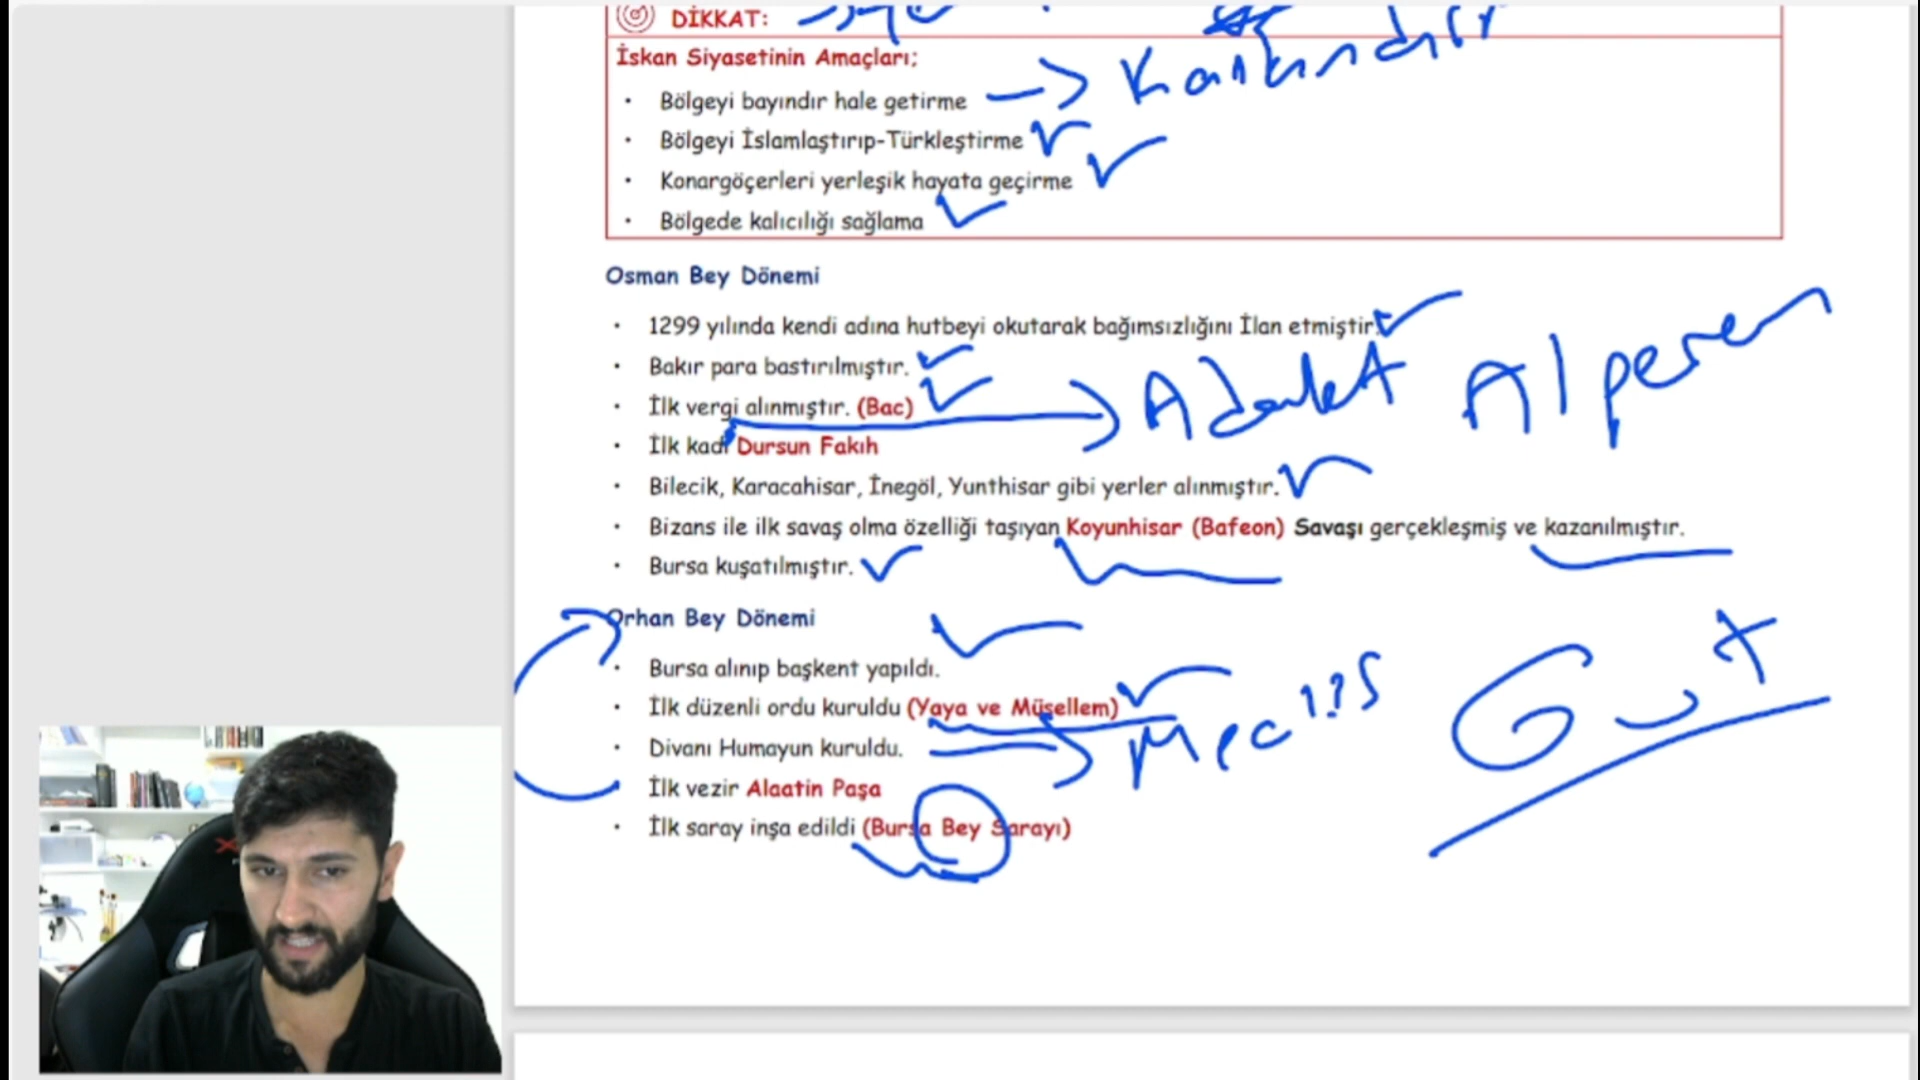 DİKKAT:
İskan Siyasetinin Amaçları;
• Bölgeyi bayındır hale getirme → Kalkındır
• Bölgeyi İslamlaştırıp-Türkleştirme
• Konargöçerleri yerleşik hayata geçirme
• Bölgede kalıcılığı sağlama
Osman Bey Dönemi
• 1299 yılında kendi adına hutbeyi okutarak bağımsızlığını İlan etmiştir.
• Bakır para bastırılmıştır.
• İlk vergi alınmıştır. (Bac) → Adalet Alperen
• İlk kadı Dursun Fakıh
• Bilecik, Karacahisar, İnegöl, Yunthisar gibi yerler alınmıştır.
• Bizans ile ilk savaş olma özelliği taşıyan Koyunhisar (Bafeon) Savaşı gerçekleşmiş ve kazanılmıştır.
• Bursa kuşatılmıştır.
Orhan Bey Dönemi
• Bursa alınıp başkent yapıldı.
• İlk düzenli ordu kuruldu (Yaya ve Müsellem)
• Divanı Humayun kuruldu. → Meclis
• İlk vezir Alaatin Paşa
• İlk saray inşa edildi (Bursa Bey Sarayı)